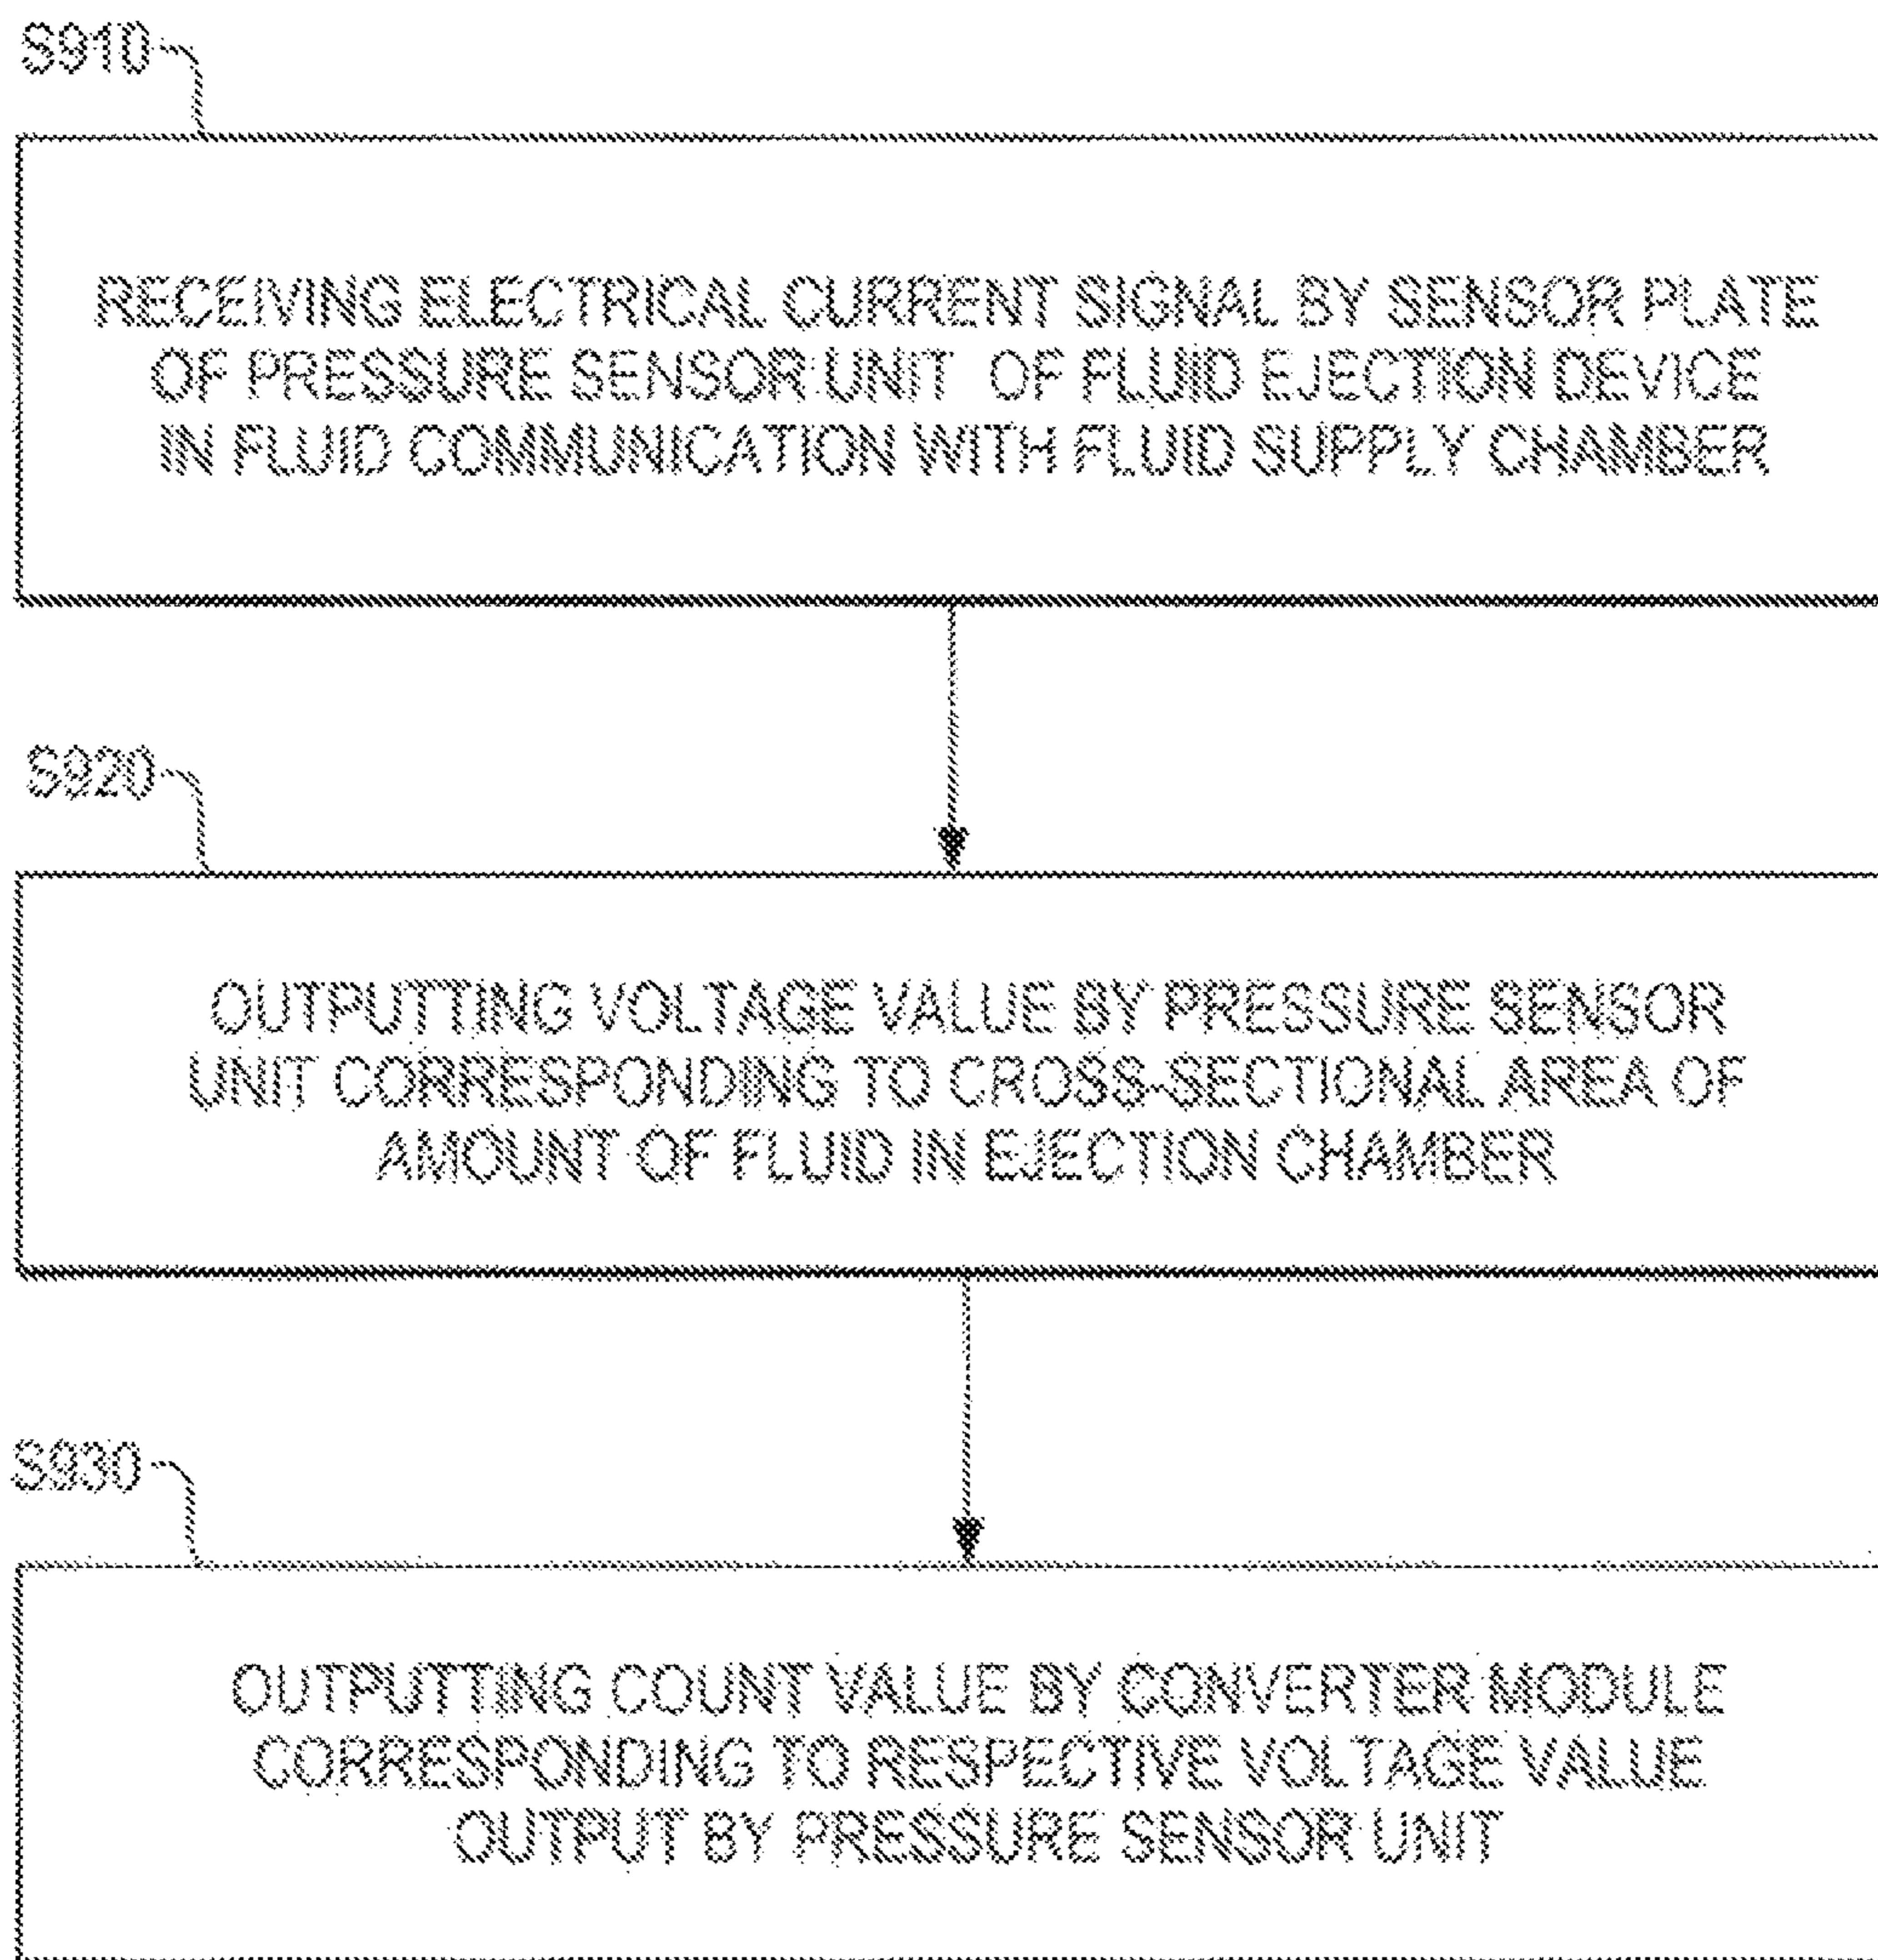 S910
RECEIVING ELECTRICAL CURRENT SIGNAL BY SENSOR PLATE
OF PRESSURE SENSOR UNIT OF FLUID EJECTION DEVICE
IN FLUID COMMUNICATION WITH FLUID SUPPLY CHAMBER
S920
OUTPUTTING VOLTAGE VALUE BY PRESSURE SENSOR
UNIT CORRESPONDING TO CROSS-SECTIONAL AREA OF
AMOUNT OF FLUID IN EJECTION CHAMBER
S930
OUTPUTTING COUNT VALUE BY CONVERTER MODULE
CORRESPONDING TO RESPECTIVE VOLTAGE VALUE
OUTPUT BY PRESSURE SENSOR UNIT